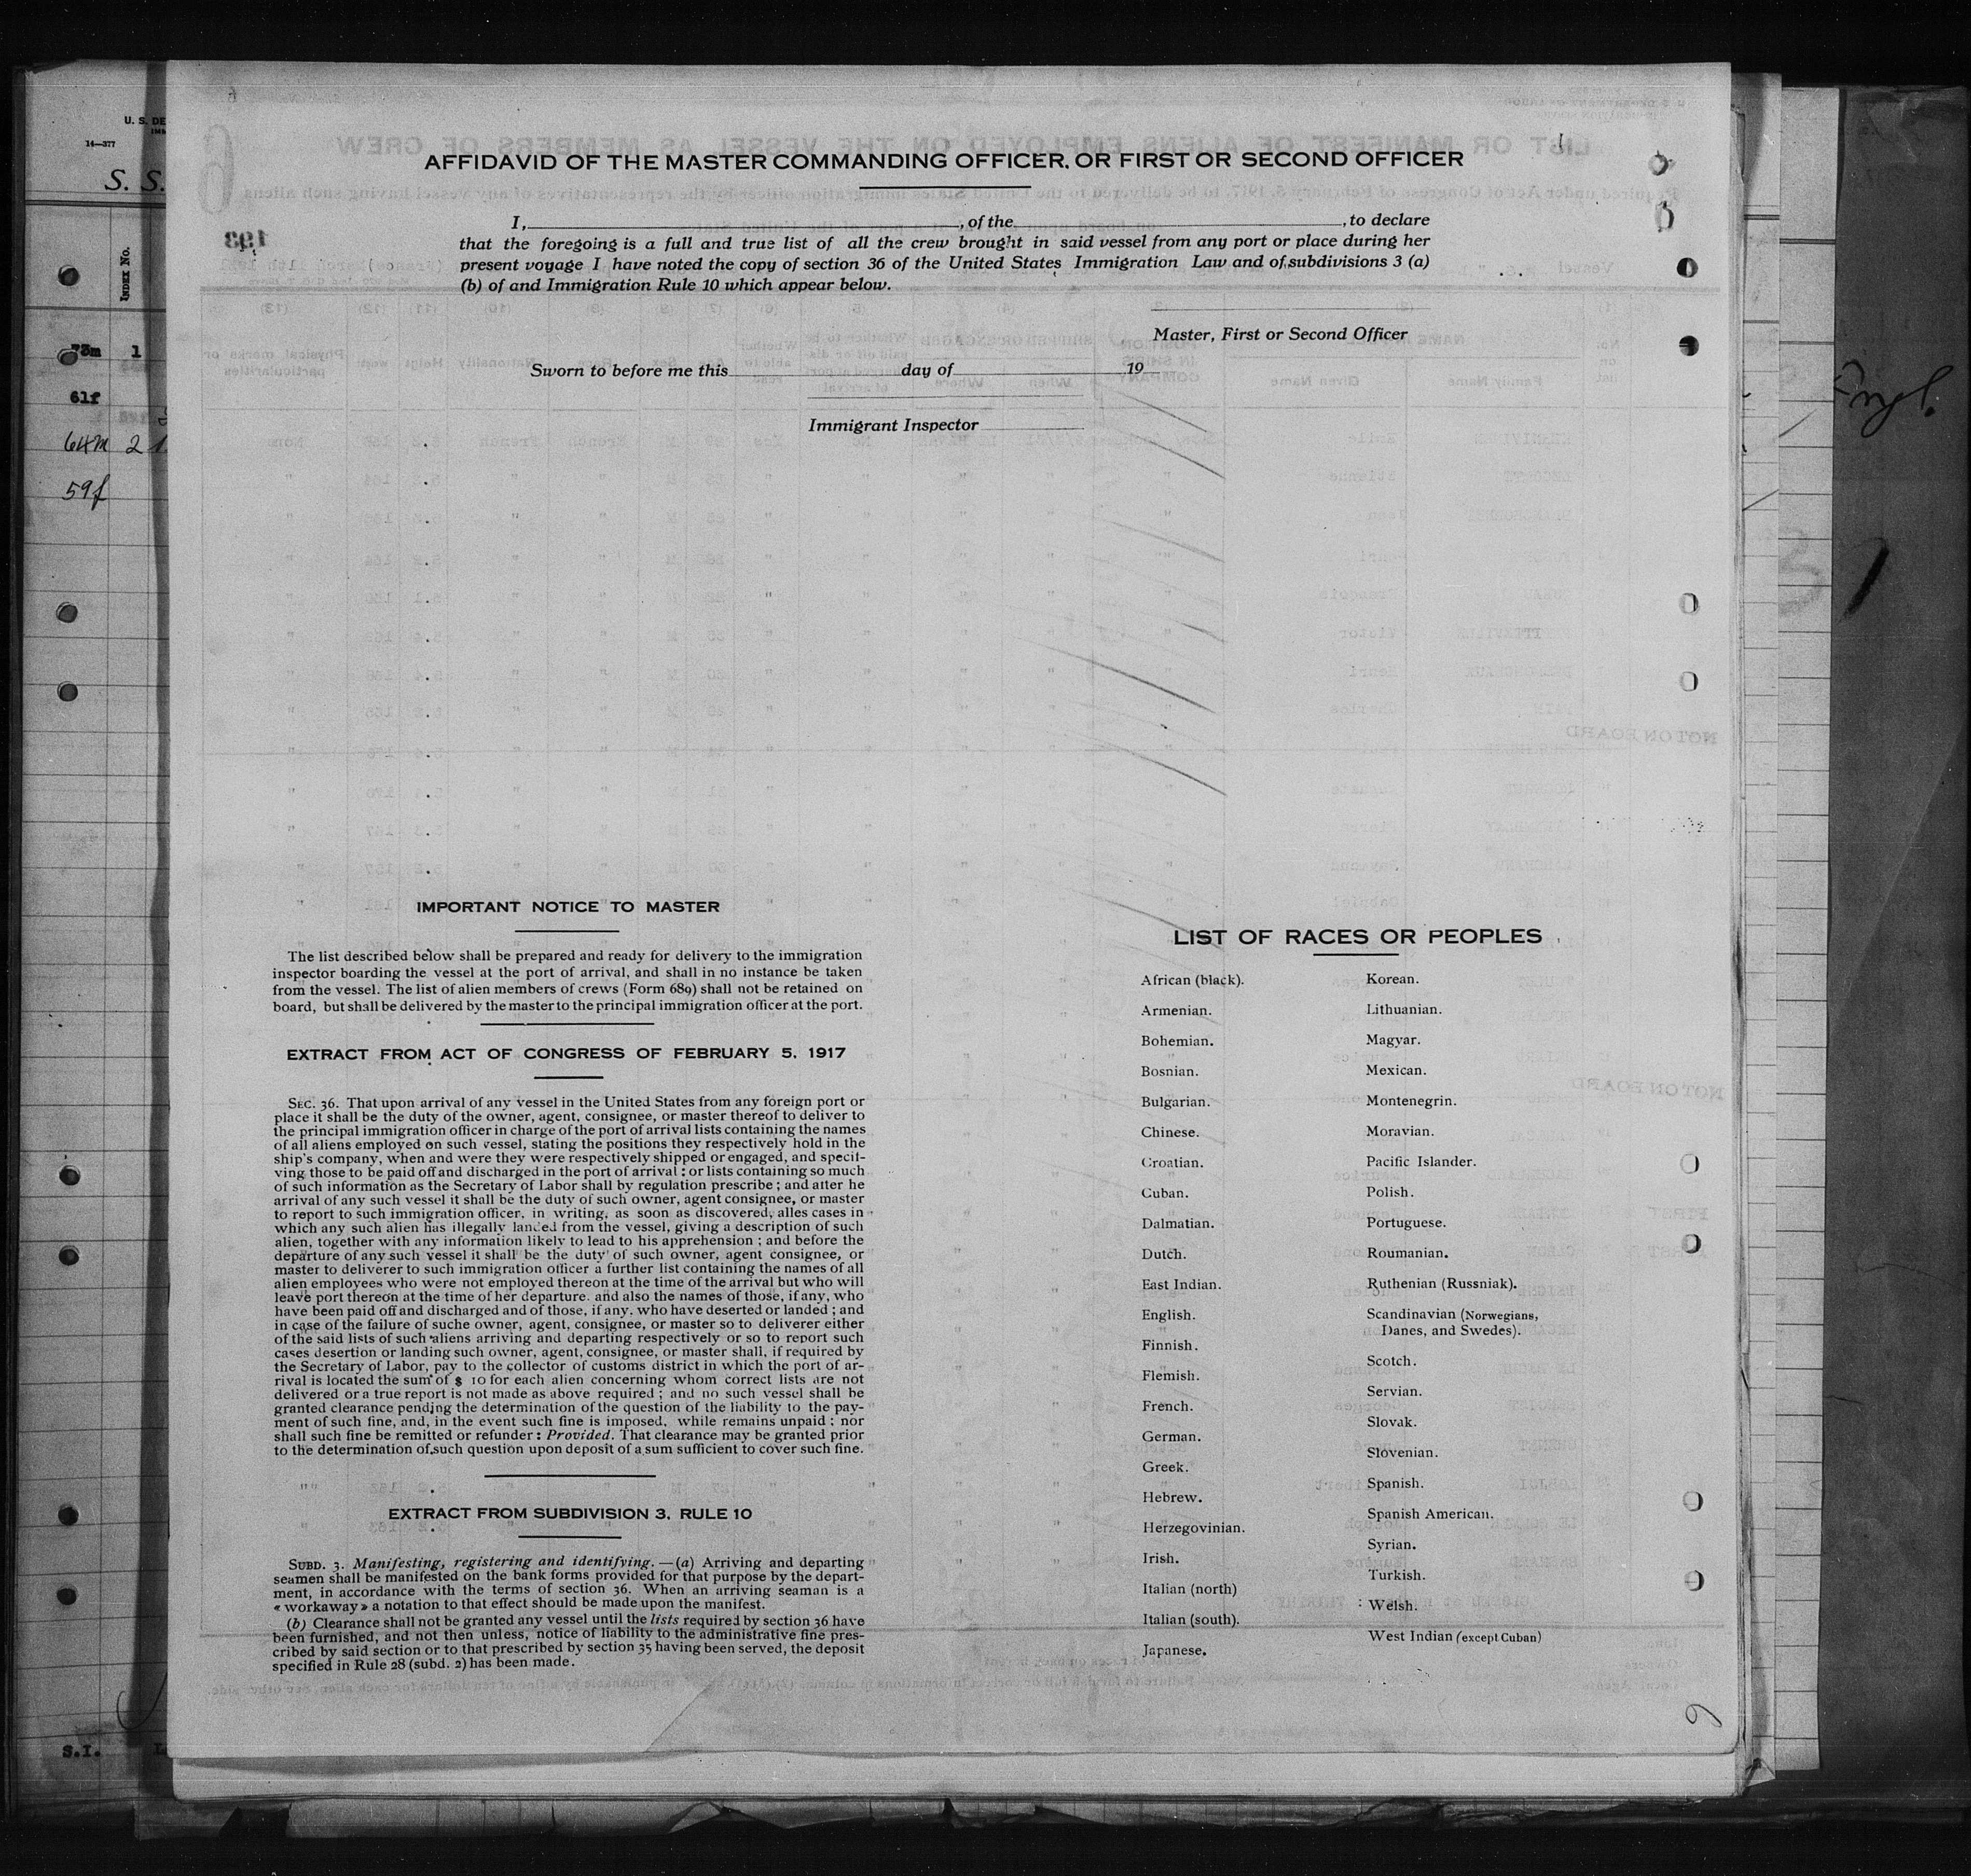 U. S. DE
14—377
S. S.
INDEX No.
73m 1
61f
64m 2
59f
S.I.
AFFIDAVID OF THE MASTER COMMANDING OFFICER, OR FIRST OR SECOND OFFICER
I, , of the , to declare
that the foregoing is a full and true list of all the crew brought in said vessel from any port or place during her
present voyage I have noted the copy of section 36 of the United States Immigration Law and of subdivisions 3 (a)
(b) of and Immigration Rule 10 which appear below.
Master, First or Second Officer
Sworn to before me this day of 19
Immigrant Inspector
IMPORTANT NOTICE TO MASTER
The list described below shall be prepared and ready for delivery to the immigration
inspector boarding the vessel at the port of arrival, and shall in no instance be taken
from the vessel. The list of alien members of crews (Form 689) shall not be retained on
board, but shall be delivered by the master to the principal immigration officer at the port.
EXTRACT FROM ACT OF CONGRESS OF FEBRUARY 5, 1917
SEC. 36. That upon arrival of any vessel in the United States from any foreign port or
place it shall be the duty of the owner, agent, consignee, or master thereof to deliver to
the principal immigration officer in charge of the port of arrival lists containing the names
of all aliens employed on such vessel, stating the positions they respectively hold in the
ship's company, when and were they were respectively shipped or engaged, and specif-
ving those to be paid off and discharged in the port of arrival ; or lists containing so much
of such information as the Secretary of Labor shall by regulation prescribe ; and atter he
arrival of any such vessel it shall be the duty of such owner, agent consignee, or master
to report to such immigration officer, in writing, as soon as discovered, alles cases in
which any such alien has illegally landed from the vessel, giving a description of such
alien, together with any information likely to lead to his apprehension ; and before the
departure of any such vessel it shall be the duty of such owner, agent consignee, or
master to deliverer to such immigration officer a further list containing the names of all
alien employees who were not employed thereon at the time of the arrival but who will
leave port thereon at the time of her departure. and also the names of those, if any, who
have been paid off and discharged and of those, if any. who have deserted or landed ; and
in case of the failure of suche owner, agent, consignee, or master so to deliverer either
of the said lists of such aliens arriving and departing respectively or so to report such
cases desertion or landing such owner, agent, consignee, or master shall, if required by
the Secretary of Labor, pay to the collector of customs district in which the port of ar-
rival is located the sum of $ 10 for each alien concerning whom correct lists are not
delivered or a true report is not made as above required ; and no such vessel shall be
granted clearance pending the determination of the question of the liability to the pay-
ment of such fine, and, in the event such fine is imposed, while remains unpaid ; nor
shall such fine be remitted or refunder : Provided. That clearance may be granted prior
to the determination of such question upon deposit of a sum sufficient to cover such fine.
EXTRACT FROM SUBDIVISION 3, RULE 10
SUBD. 3. Manifesting, registering and identifying. — (a) Arriving and departing
seamen shall be manifested on the bank forms provided for that purpose by the depart-
ment, in accordance with the terms of section 36. When an arriving seaman is a
« workaway » a notation to that effect should be made upon the manifest.
(b) Clearance shall not be granted any vessel until the lists required by section 36 have
been furnished, and not then unless, notice of liability to the administrative fine pres-
cribed by said section or to that prescribed by section 35 having been served, the deposit
specified in Rule 28 (subd. 2) has been made.
LIST OF RACES OR PEOPLES
African (black).
Armenian.
Bohemian.
Bosnian.
Bulgarian.
Chinese.
Croatian.
Cuban.
Dalmatian.
Dutch.
East Indian.
English.
Finnish.
Flemish.
French.
German.
Greek.
Hebrew.
Herzegovinian.
Irish.
Italian (north)
Italian (south).
Japanese.
Korean.
Lithuanian.
Magyar.
Mexican.
Montenegrin.
Moravian.
Pacific Islander.
Polish.
Portuguese.
Roumanian.
Ruthenian (Russniak).
Scandinavian (Norwegians,
Danes, and Swedes).
Scotch.
Servian.
Slovak.
Slovenian.
Spanish.
Spanish American.
Syrian.
Turkish.
Welsh.
West Indian (except Cuban)